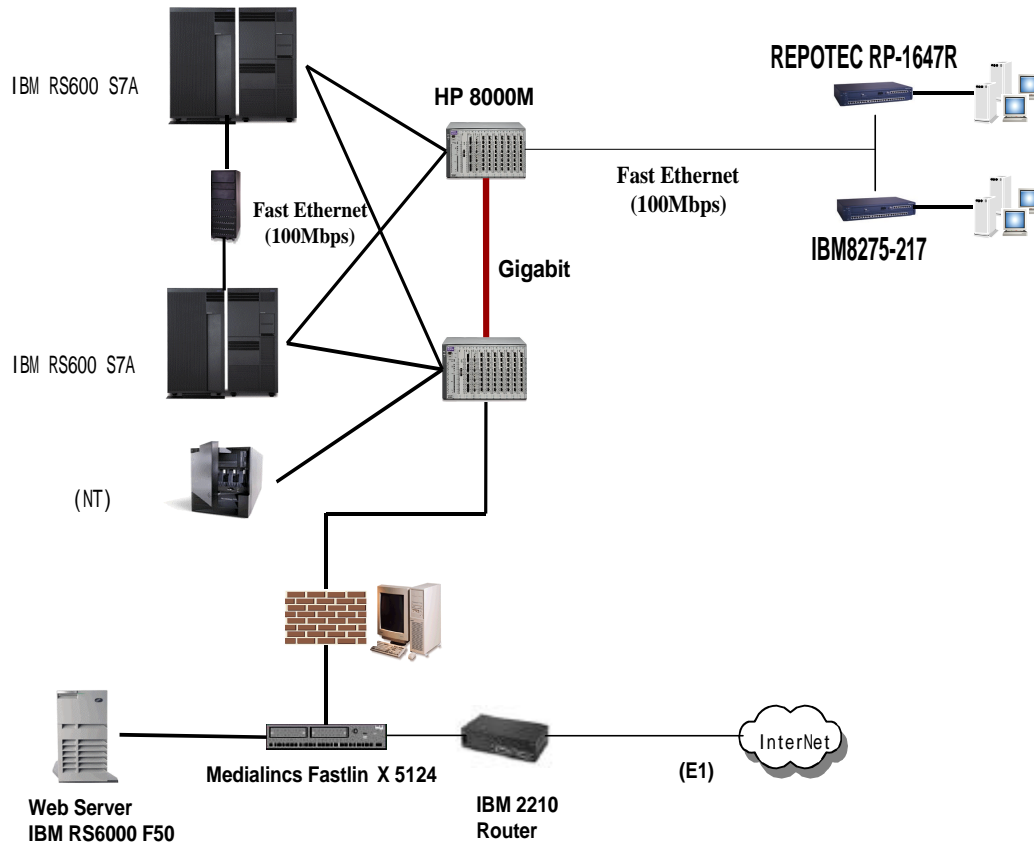 IBM RS600 S7A
HP 8000M
REPOTEC RP-1647R
Fast Ethernet
(100Mbps)
Fast Ethernet
(100Mbps)
IBM8275-217
Gigabit
IBM RS600 S7A
(NT)
InterNet
(E1)
Medialincs Fastlin X 5124
Web Server
IBM RS6000 F50
IBM 2210
Router